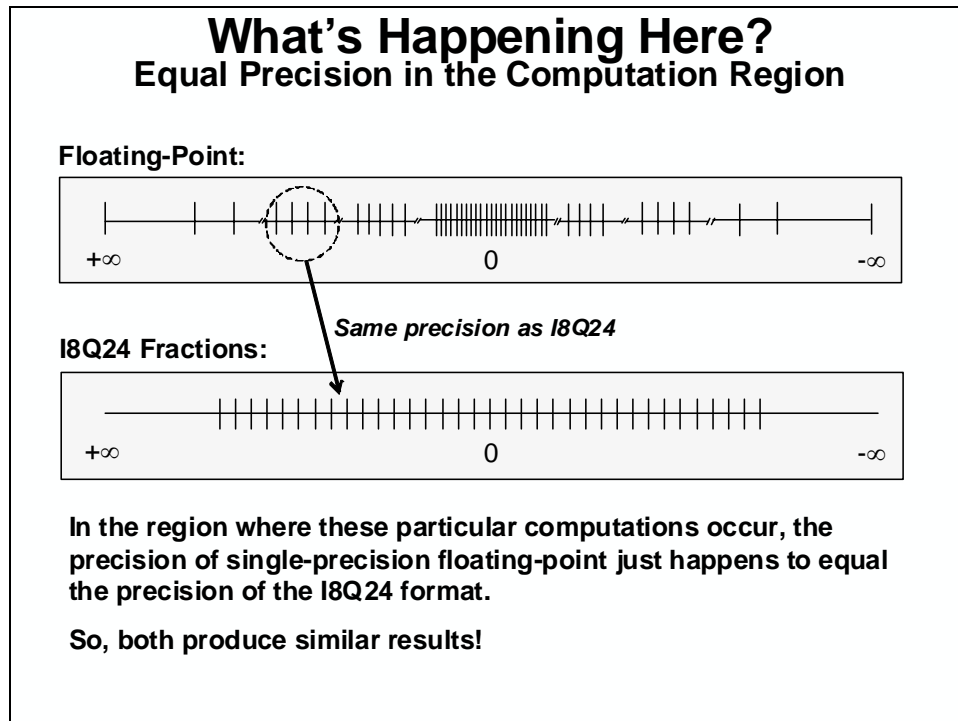 What's Happening Here?
Equal Precision in the Computation Region
Floating-Point:
+∞ 0 -∞
Same precision as I8Q24
I8Q24 Fractions:
+∞ 0 -∞
In the region where these particular computations occur, the
precision of single-precision floating-point just happens to equal
the precision of the I8Q24 format.
So, both produce similar results!